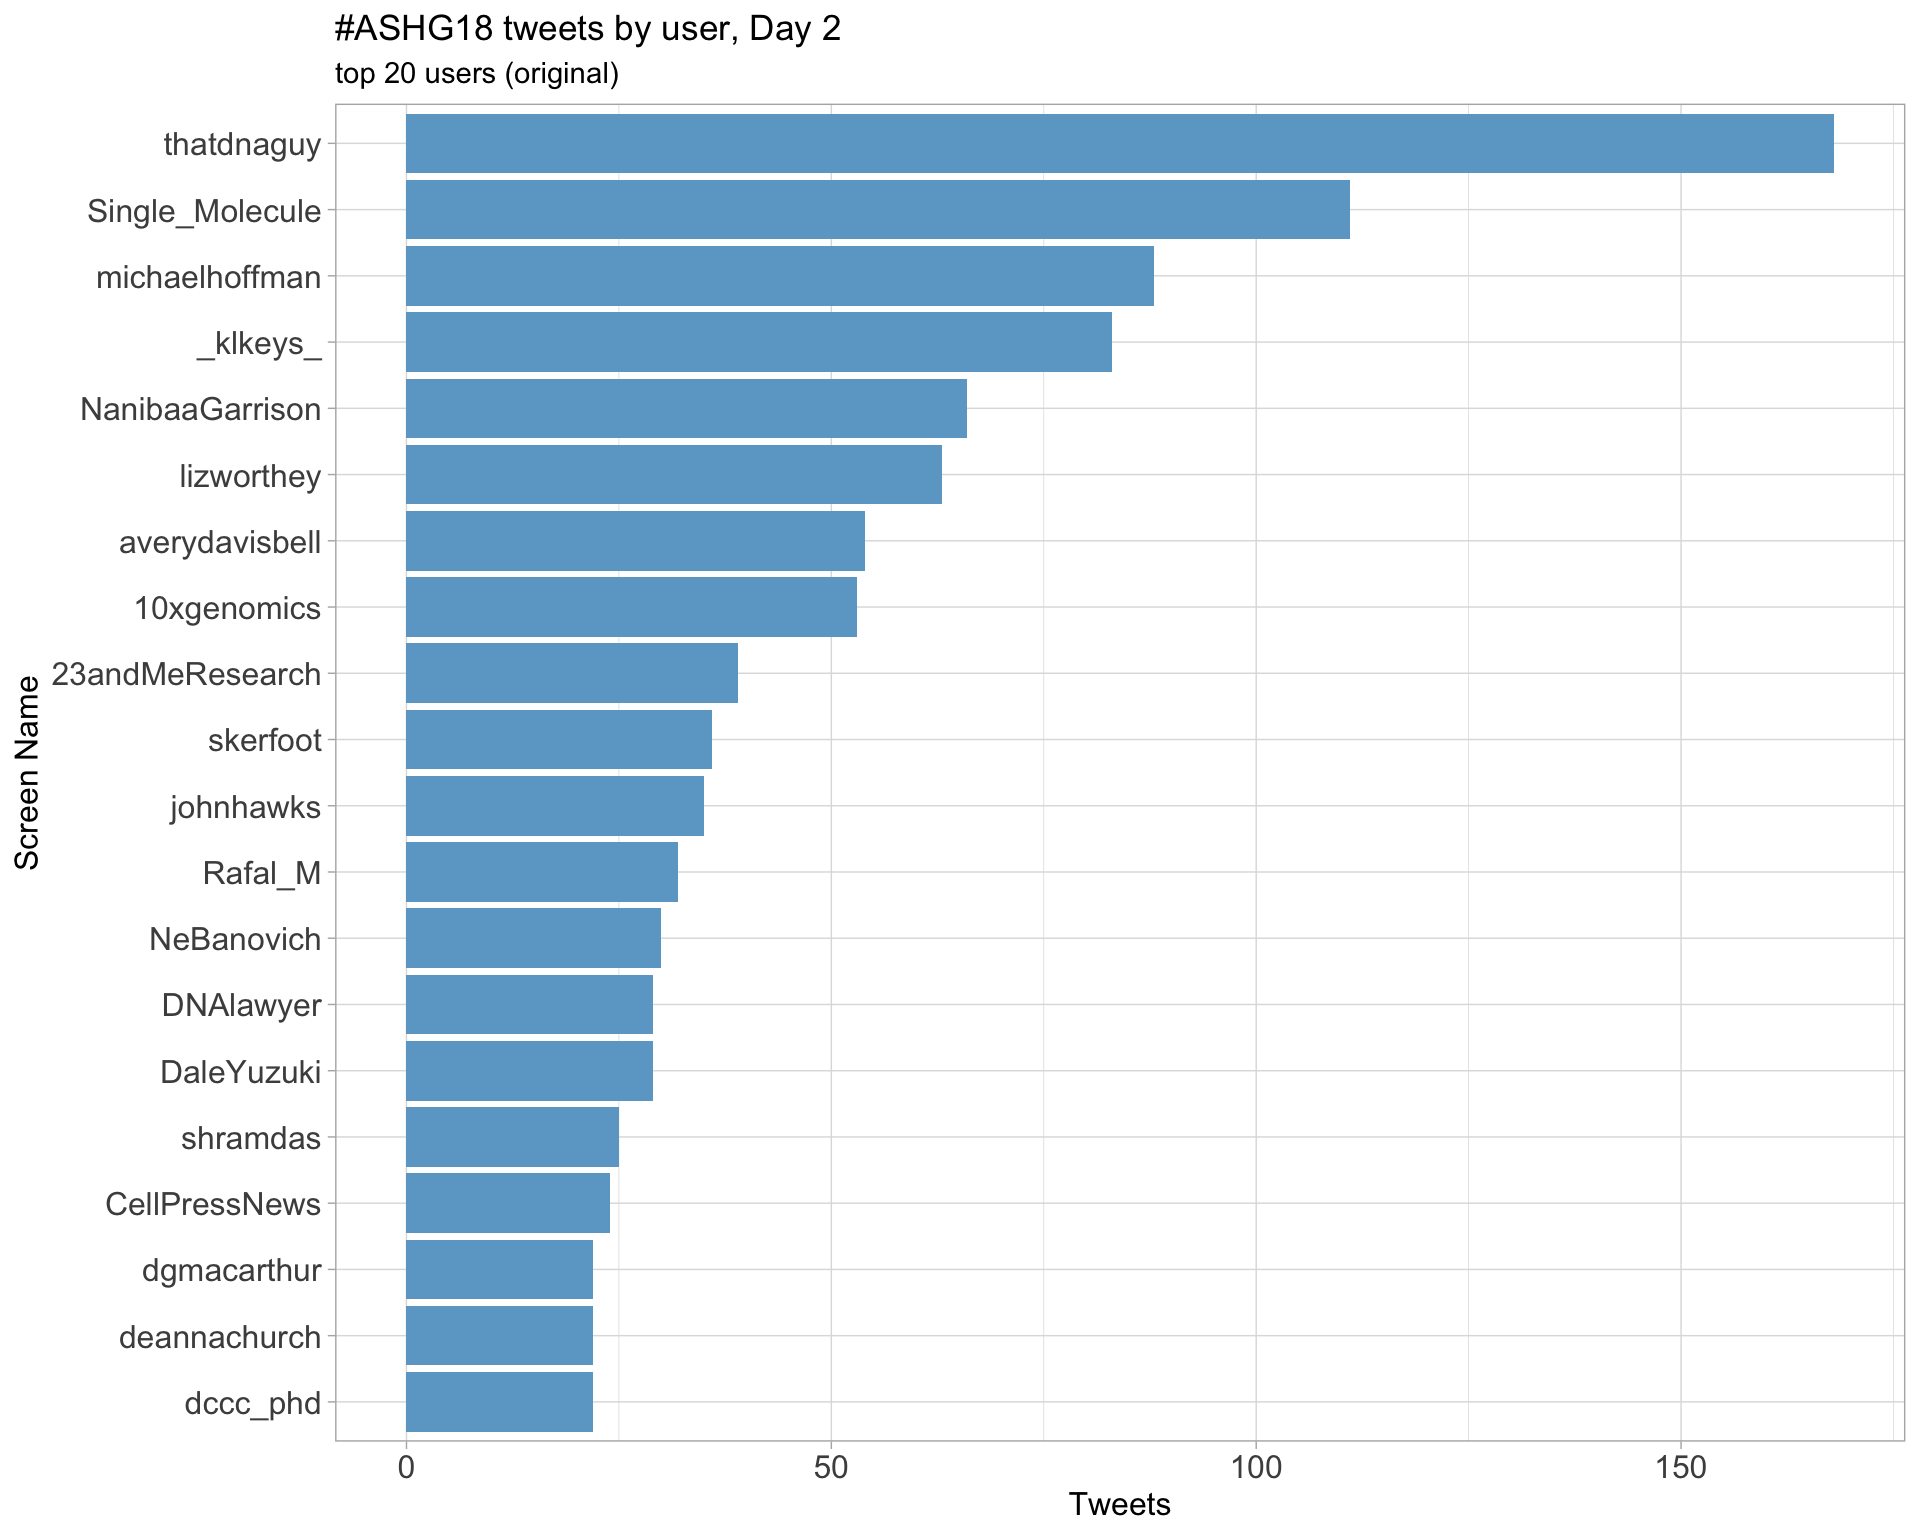 #ASHG18 tweets by user, Day 2
top 20 users (original)
thatdnaguy
Single_Molecule
michaelhoffman
_klkeys_
NanibaaGarrison
lizworthey
averydavisbell
10xgenomics
23andMeResearch
skerfoot
johnhawks
Rafal_M
NeBanovich
DNAlawyer
DaleYuzuki
shramdas
CellPressNews
dgmacarthur
deannachurch
dccc_phd
Screen Name
0 50 100 150
Tweets